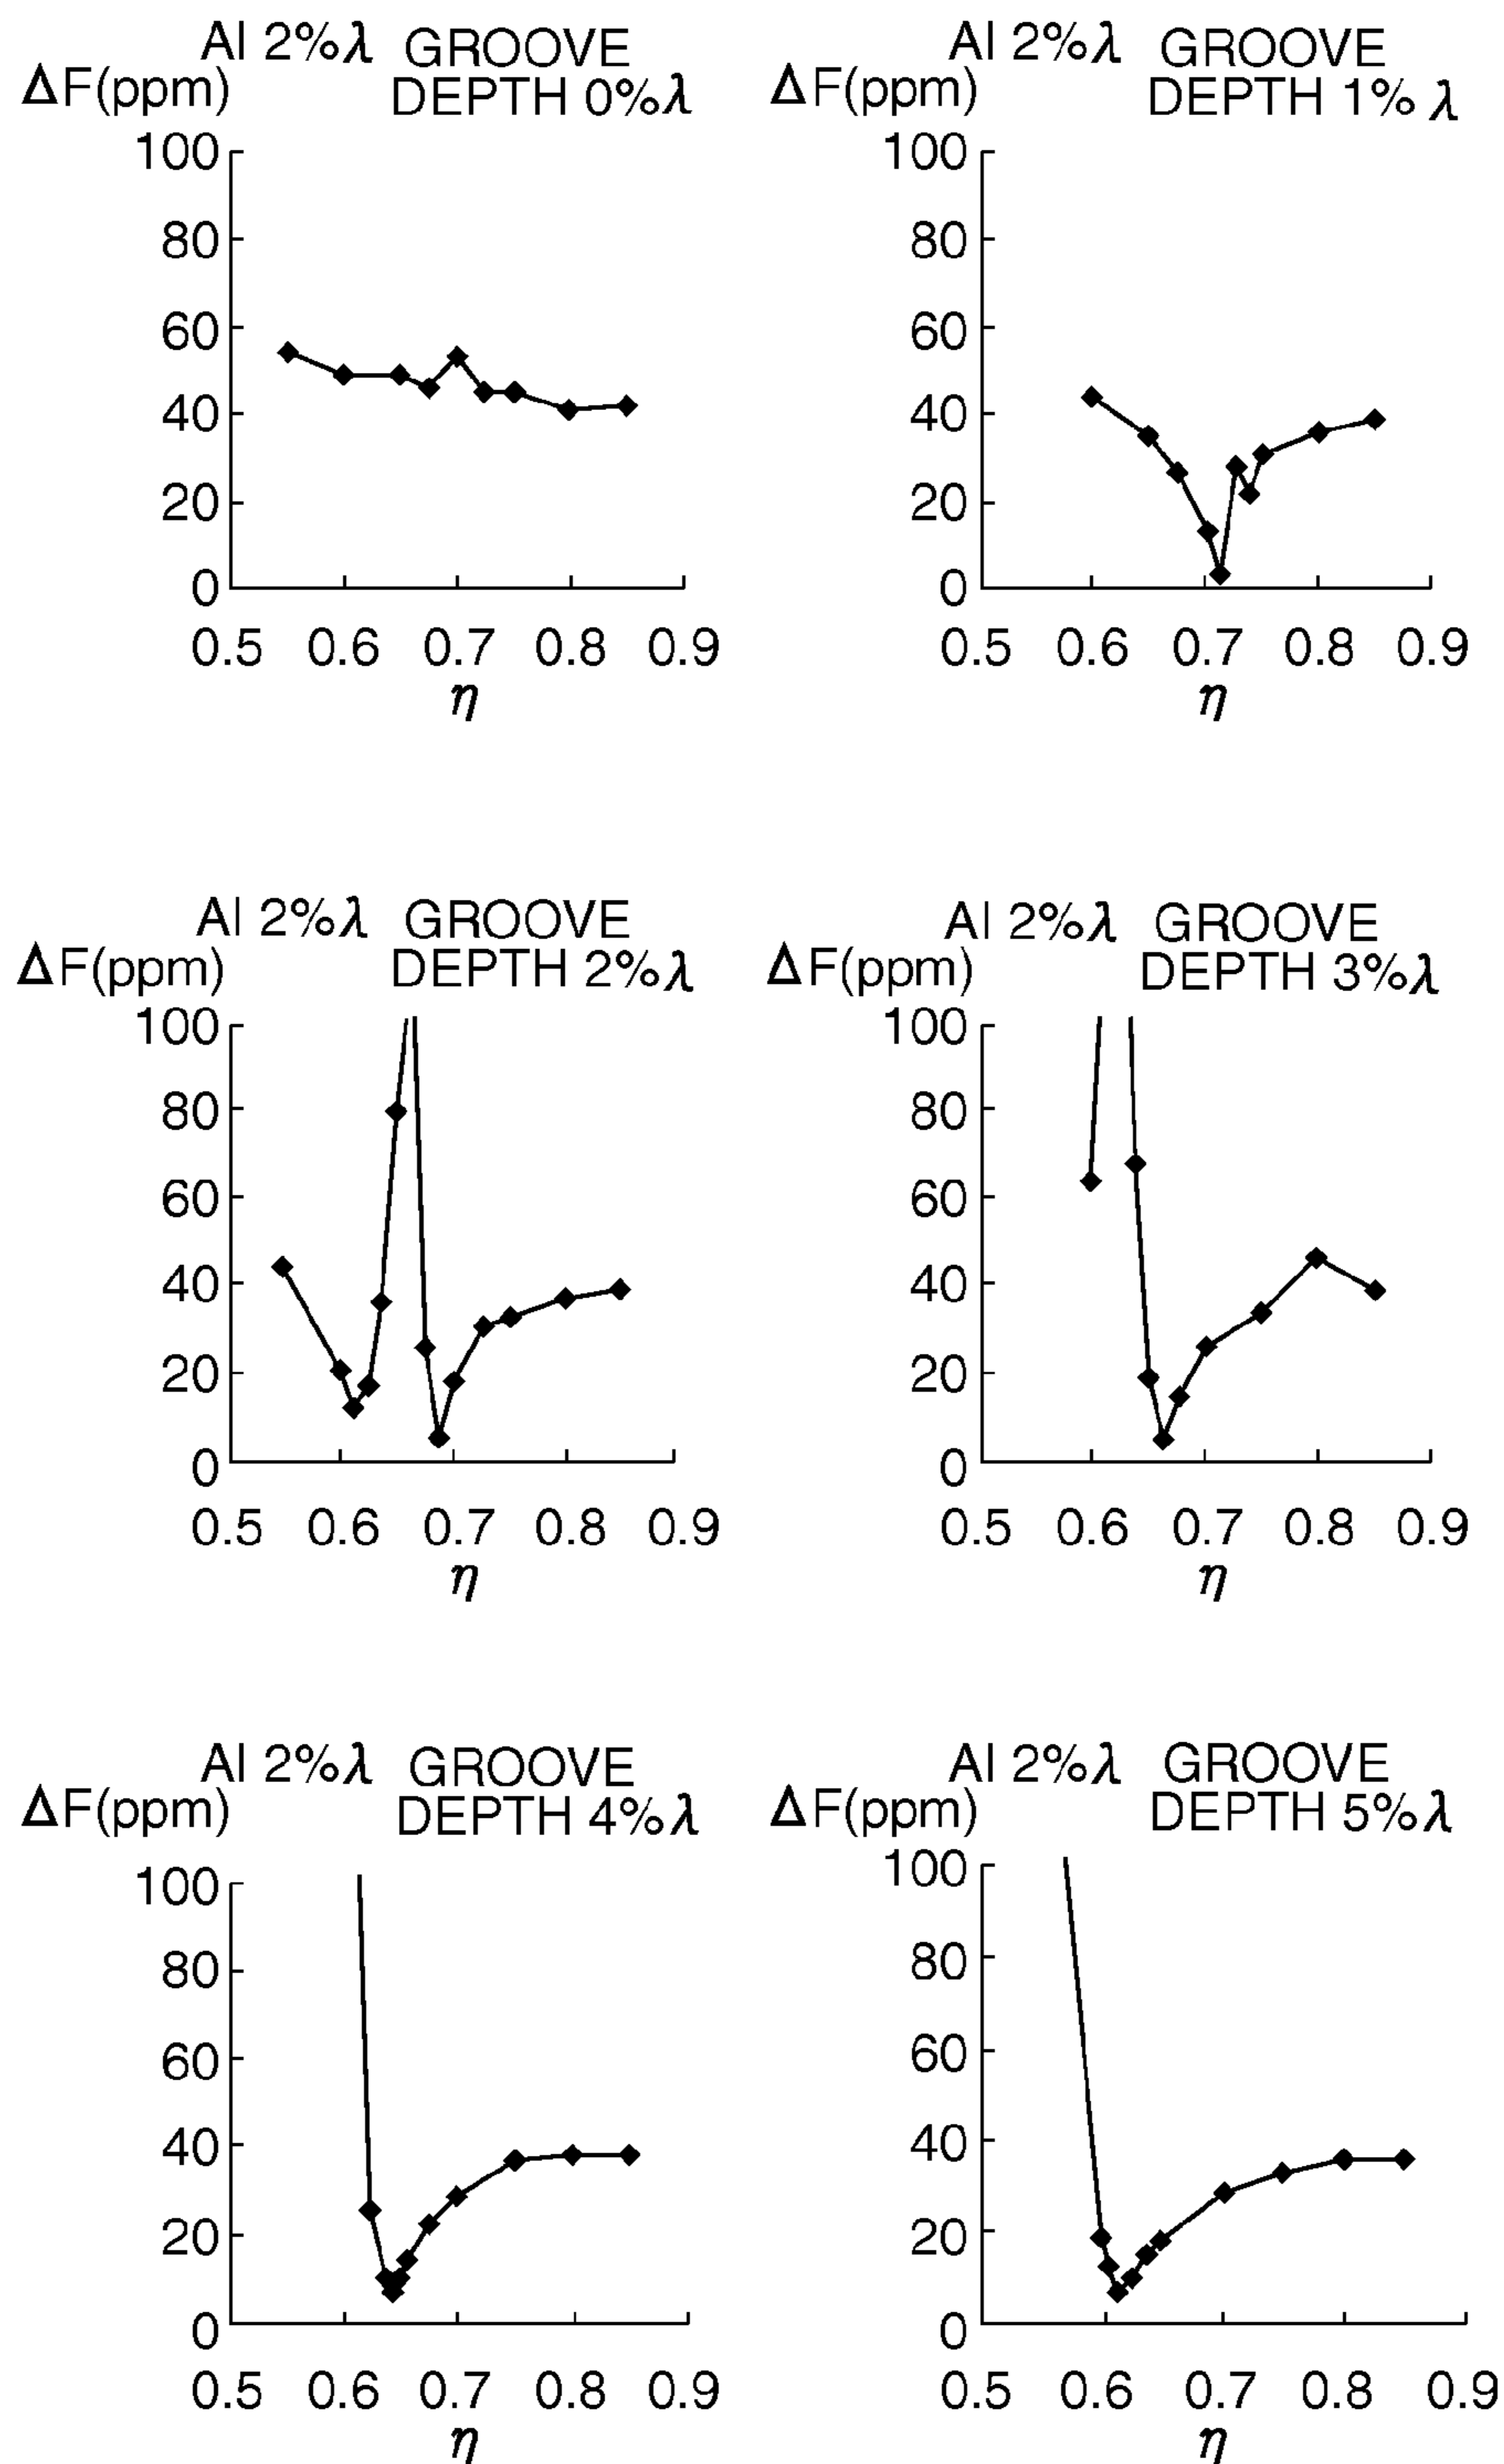 Al 2%λ GROOVE
ΔF(ppm) DEPTH 0%λ
100
80
60
40
20
0
0.5 0.6 0.7 0.8 0.9
η
Al 2%λ GROOVE
ΔF(ppm) DEPTH 1% λ
100
80
60
40
20
0
0.5 0.6 0.7 0.8 0.9
η
Al 2%λ GROOVE
ΔF(ppm) DEPTH 2%λ
100
80
60
40
20
0
0.5 0.6 0.7 0.8 0.9
η
Al 2%λ GROOVE
ΔF(ppm) DEPTH 3%λ
100
80
60
40
20
0
0.5 0.6 0.7 0.8 0.9
η
Al 2%λ GROOVE
ΔF(ppm) DEPTH 4%λ
100
80
60
40
20
0
0.5 0.6 0.7 0.8 0.9
η
Al 2%λ GROOVE
ΔF(ppm) DEPTH 5%λ
100
80
60
40
20
0
0.5 0.6 0.7 0.8 0.9
η